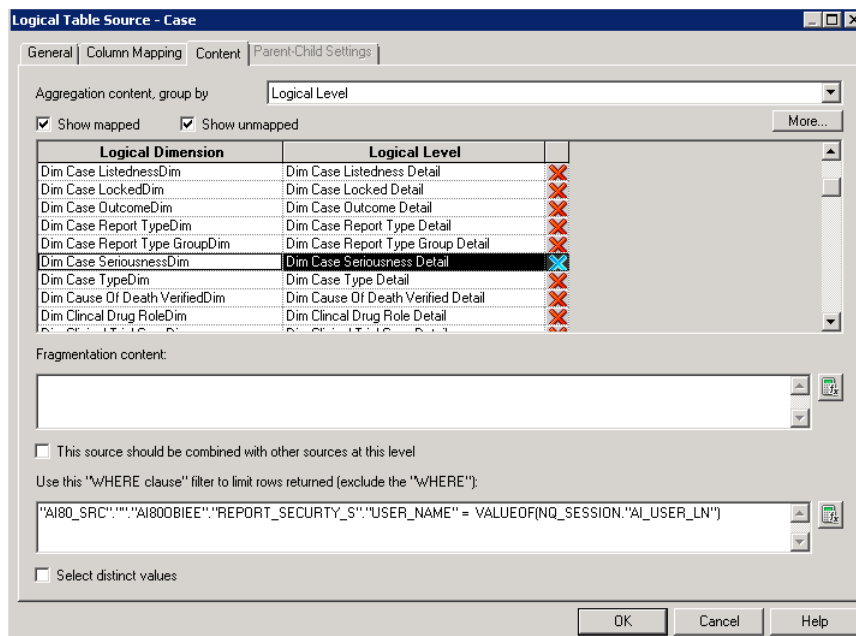 Logical Table Source - Case
General Column Mapping Content Parent-Child Settings
Aggregation content, group by Logical Level
Show mapped Show unmapped More...
Logical Dimension Logical Level
Dim Case ListednessDim Dim Case Listedness Detail
Dim Case LockedDim Dim Case Locked Detail
Dim Case OutcomeDim Dim Case Outcome Detail
Dim Case Report TypeDim Dim Case Report Type Detail
Dim Case Report Type GroupDim Dim Case Report Type Group Detail
Dim Case SeriousnessDim Dim Case Seriousness Detail
Dim Case TypeDim Dim Case Type Detail
Dim Cause Of Death VerifiedDim Dim Cause Of Death Verified Detail
Dim Clincal Drug RoleDim Dim Clincal Drug Role Detail
Fragmentation content:
This source should be combined with other sources at this level
Use this "WHERE clause" filter to limit rows returned (exclude the "WHERE"):
"AI80_SRC"."".."AI80OBIEE"."REPORT_SECURTY_S"."USER_NAME" = VALUEOF(NQ_SESSION."AI_USER_LN")
Select distinct values
OK Cancel Help